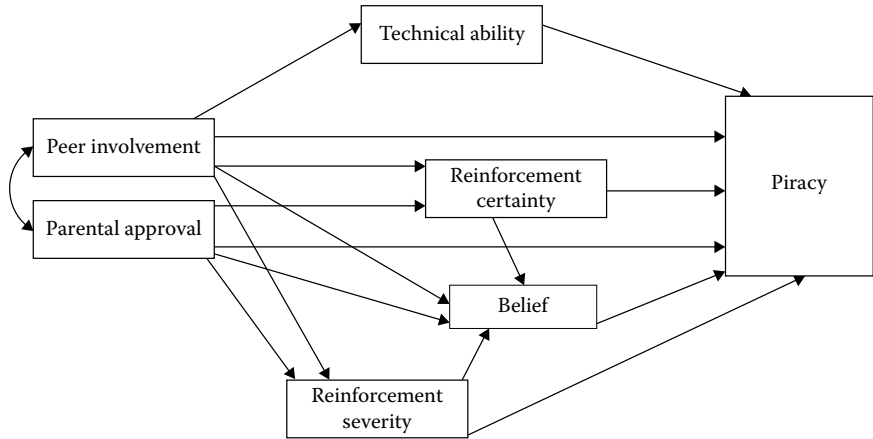 Technical ability
Peer involvement
Parental approval
Reinforcement
certainty
Piracy
Belief
Reinforcement
severity